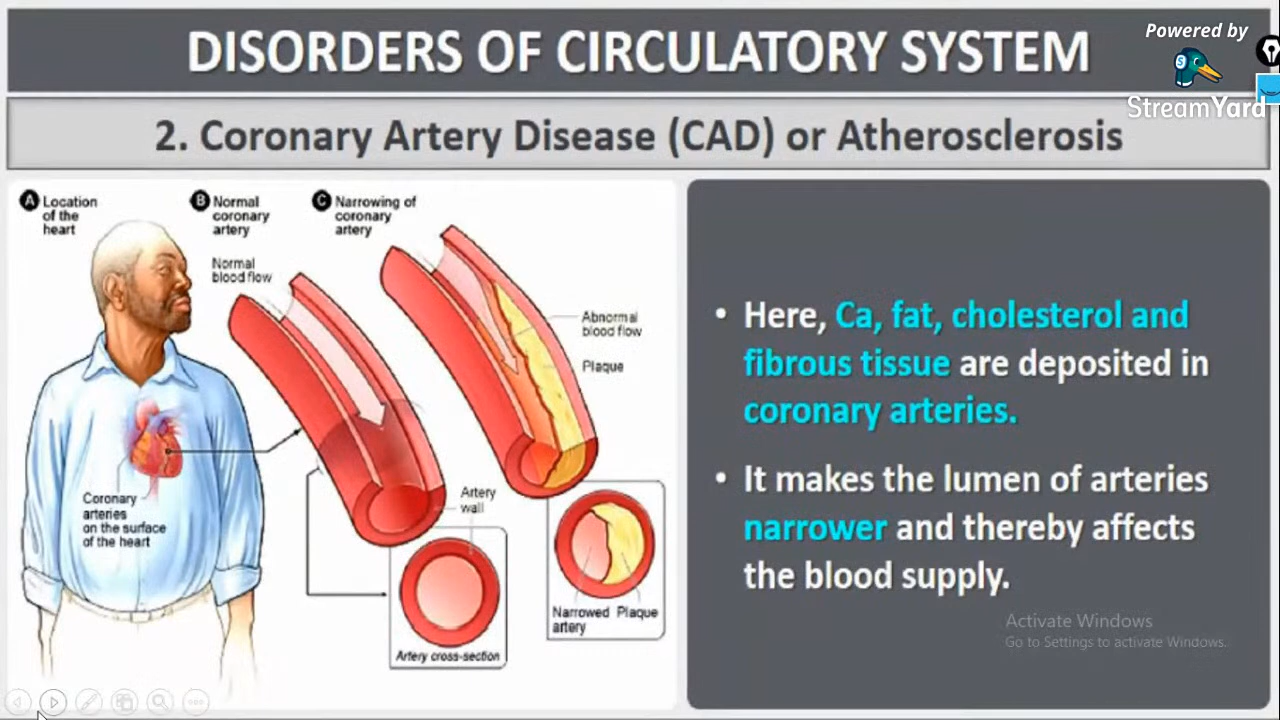 DISORDERS OF CIRCULATORY SYSTEM
Powered by
StreamYard
2. Coronary Artery Disease (CAD) or Atherosclerosis
A Location
of the
heart
B Normal
coronary
artery
Normal
blood flow
C Narrowing of
coronary
artery
Abnormal
blood flow
Plaque
Coronary
arteries
on the surface
of the heart
Artery
wall
Artery cross-section
Narrowed Plaque
artery
• Here, Ca, fat, cholesterol and
fibrous tissue are deposited in
coronary arteries.
• It makes the lumen of arteries
narrower and thereby affects
the blood supply.
Activate Windows
Go to Settings to activate Windows.